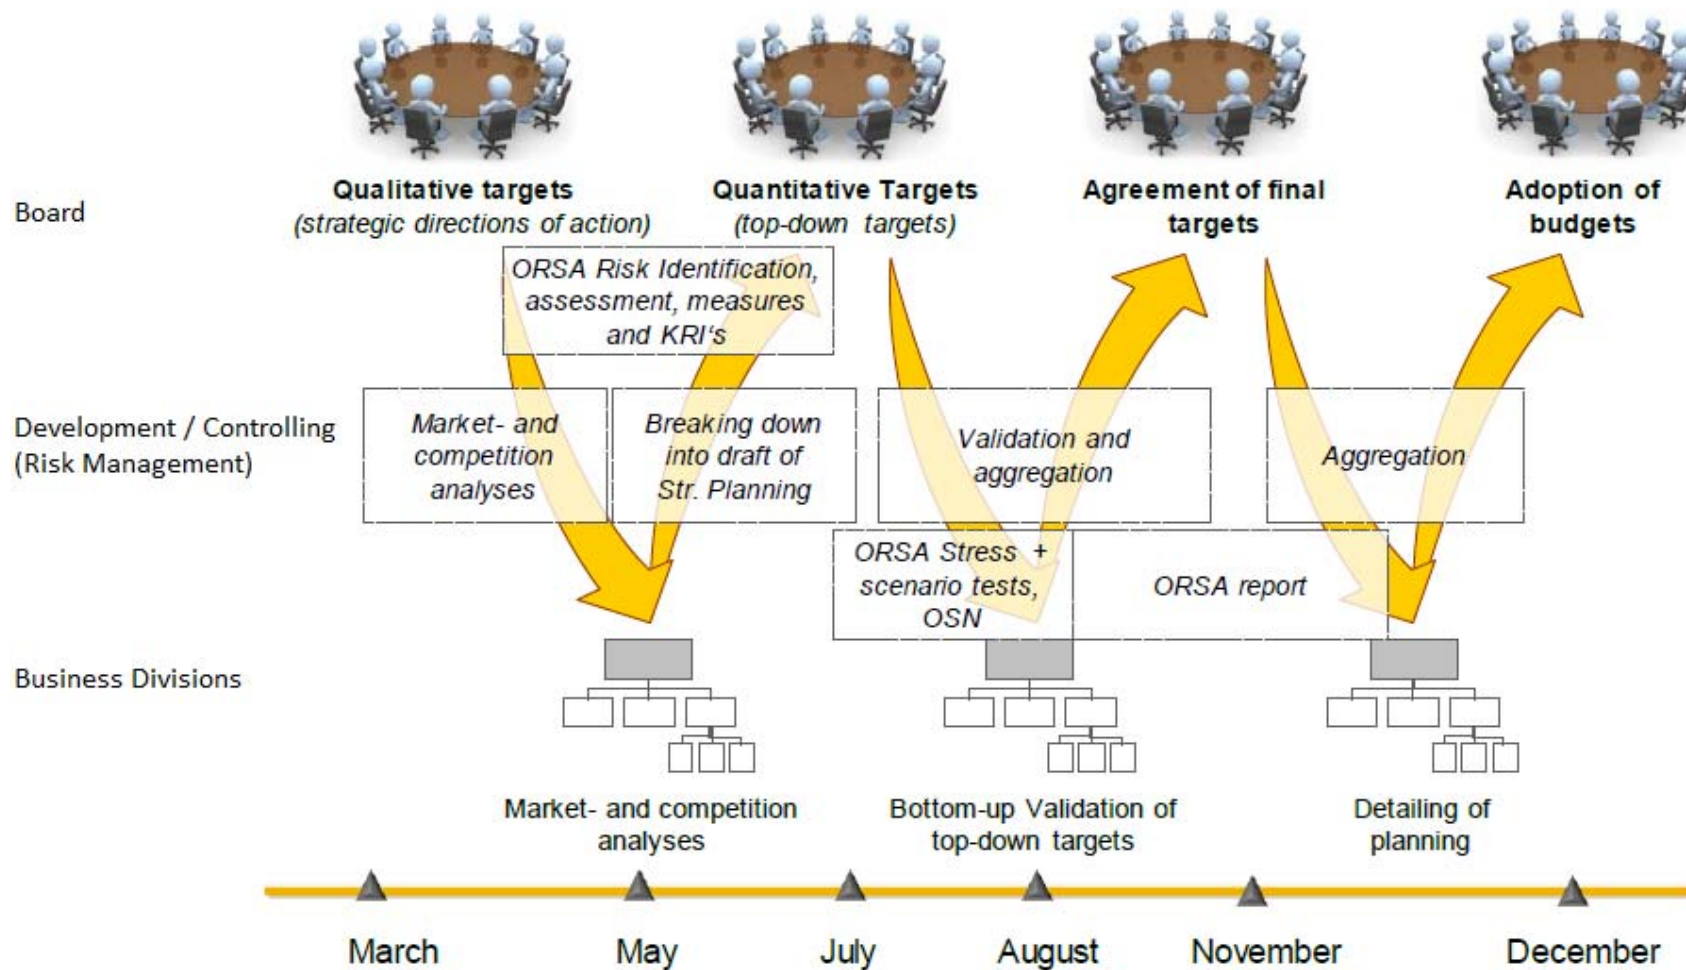 Board
Qualitative targets
(strategic directions of action)
Quantitative Targets
(top-down targets)
Agreement of final
targets
Adoption of
budgets
ORSA Risk Identification,
assessment, measures
and KRI's
Development / Controlling
(Risk Management)
Market- and
competition
analyses
Breaking down
into draft of
Str. Planning
Validation and
aggregation
Aggregation
ORSA Stress +
scenario tests,
OSN
ORSA report
Business Divisions
Market- and competition
analyses
Bottom-up Validation of
top-down targets
Detailing of
planning
March
May
July
August
November
December